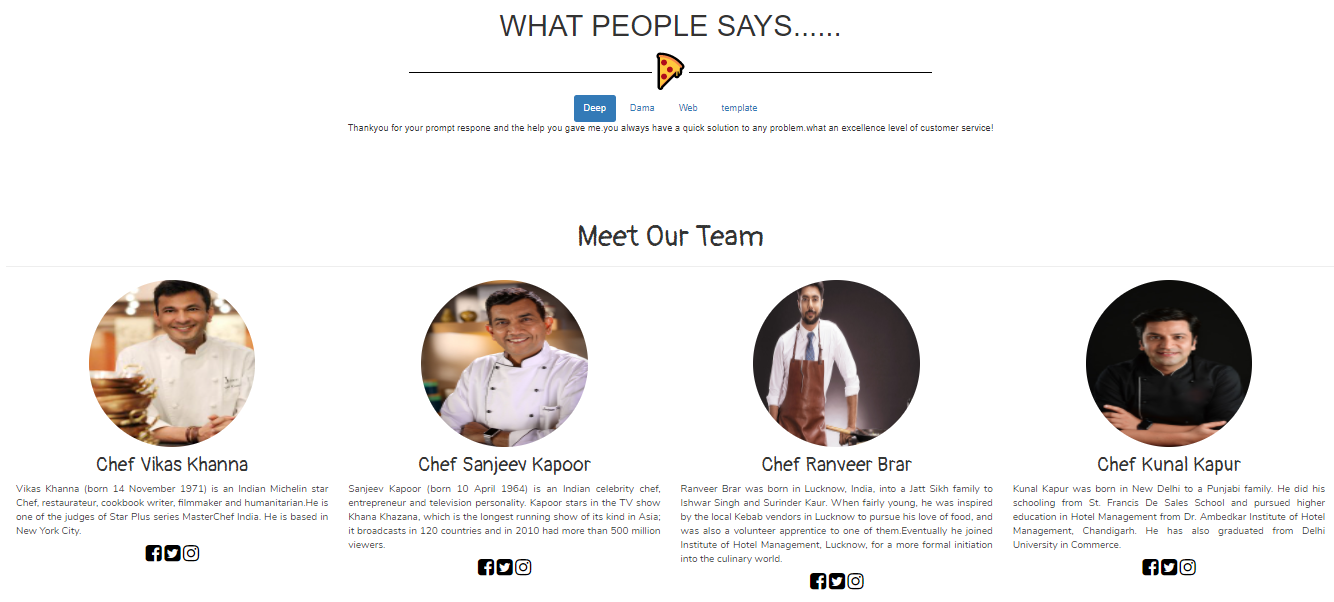 WHAT PEOPLE SAYS......
Deep Dama Web template
Thankyou for your prompt respone and the help you gave me.you always have a quick solution to any problem.what an excellence level of customer service!
Meet Our Team
Chef Vikas Khanna
Vikas Khanna (born 14 November 1971) is an Indian Michelin star
Chef, restaurateur, cookbook writer, filmmaker and humanitarian.He is
one of the judges of Star Plus series MasterChef India. He is based in
New York City.
Chef Sanjeev Kapoor
Sanjeev Kapoor (born 10 April 1964) is an Indian celebrity chef,
entrepreneur and television personality. Kapoor stars in the TV show
Khana Khazana, which is the longest running show of its kind in Asia;
it broadcasts in 120 countries and in 2010 had more than 500 million
viewers.
Chef Ranveer Brar
Ranveer Brar was born in Lucknow, India, into a Jatt Sikh family to
Ishwar Singh and Surinder Kaur. When fairly young, he was inspired
by the local Kebab vendors in Lucknow to pursue his love of food, and
was also a volunteer apprentice to one of them.Eventually he joined
Institute of Hotel Management, Lucknow, for a more formal initiation
into the culinary world.
Chef Kunal Kapur
Kunal Kapur was born in New Delhi to a Punjabi family. He did his
schooling from St. Francis De Sales School and pursued higher
education in Hotel Management from Dr. Ambedkar Institute of Hotel
Management, Chandigarh. He has also graduated from Delhi
University in Commerce.